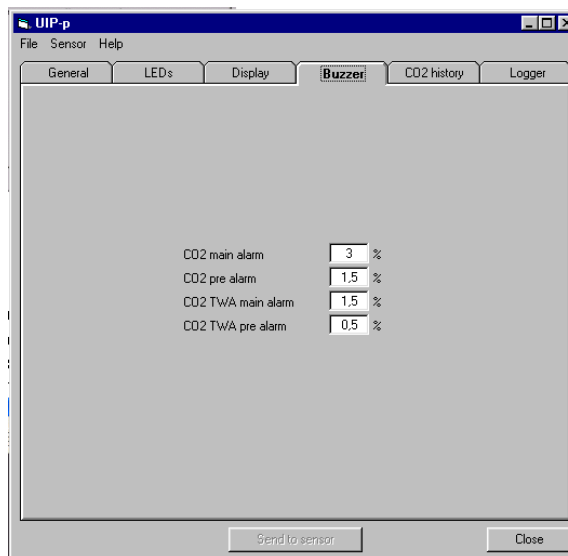 UIP-p
File Sensor Help
General LEDs Display Buzzer CO2 history Logger
CO2 main alarm 3 %
CO2 pre alarm 1,5 %
CO2 TWA main alarm 1,5 %
CO2 TWA pre alarm 0,5 %
Send to sensor Close